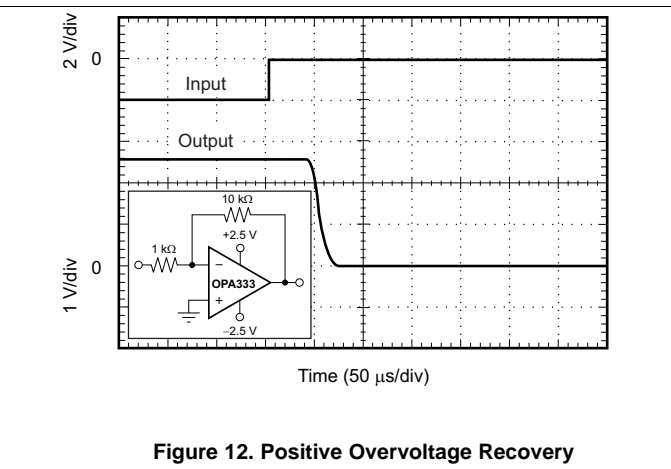 2 V/div
0
Input
Output
10 kΩ
+2.5 V
1 kΩ
−
OPA333
+
−2.5 V
1 V/div
0
Time (50 µs/div)
Figure 12. Positive Overvoltage Recovery